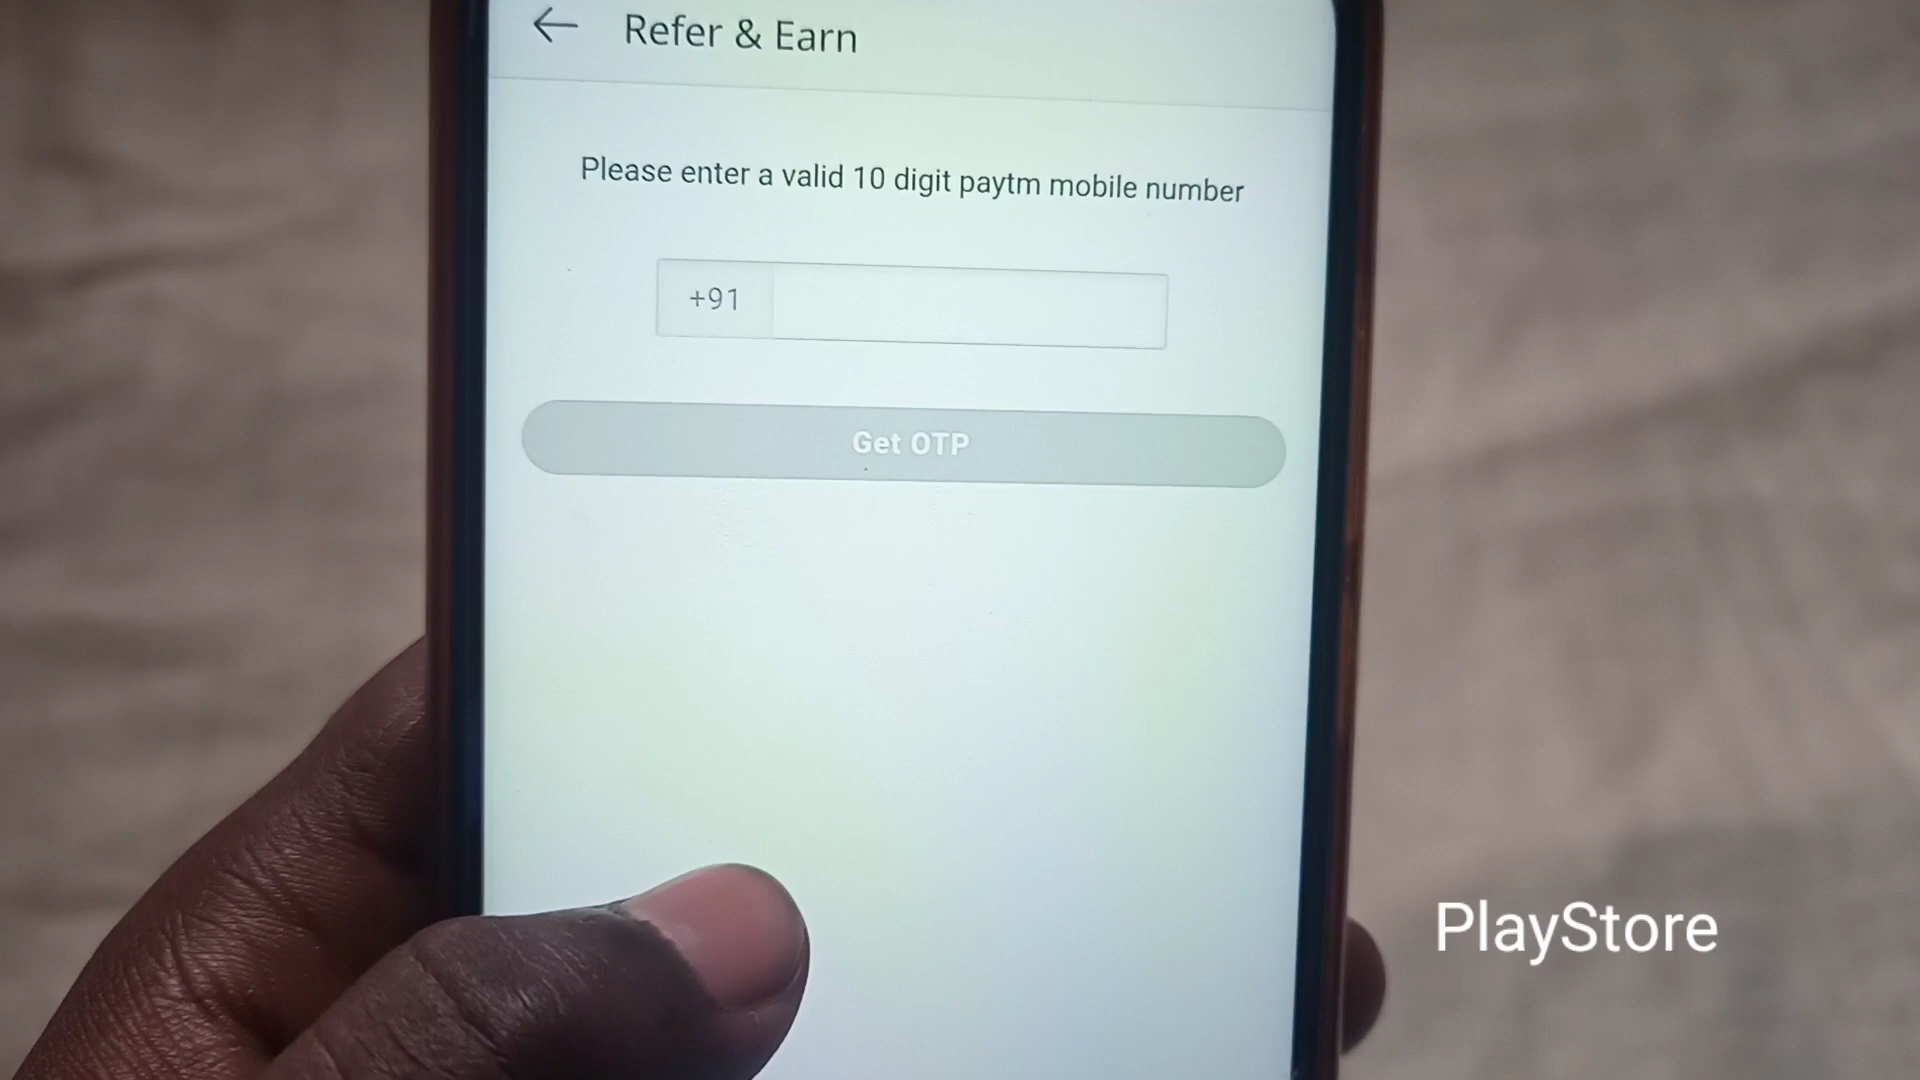 Refer & Earn
Please enter a valid 10 digit paytm mobile number
+91
Get OTP
PlayStore